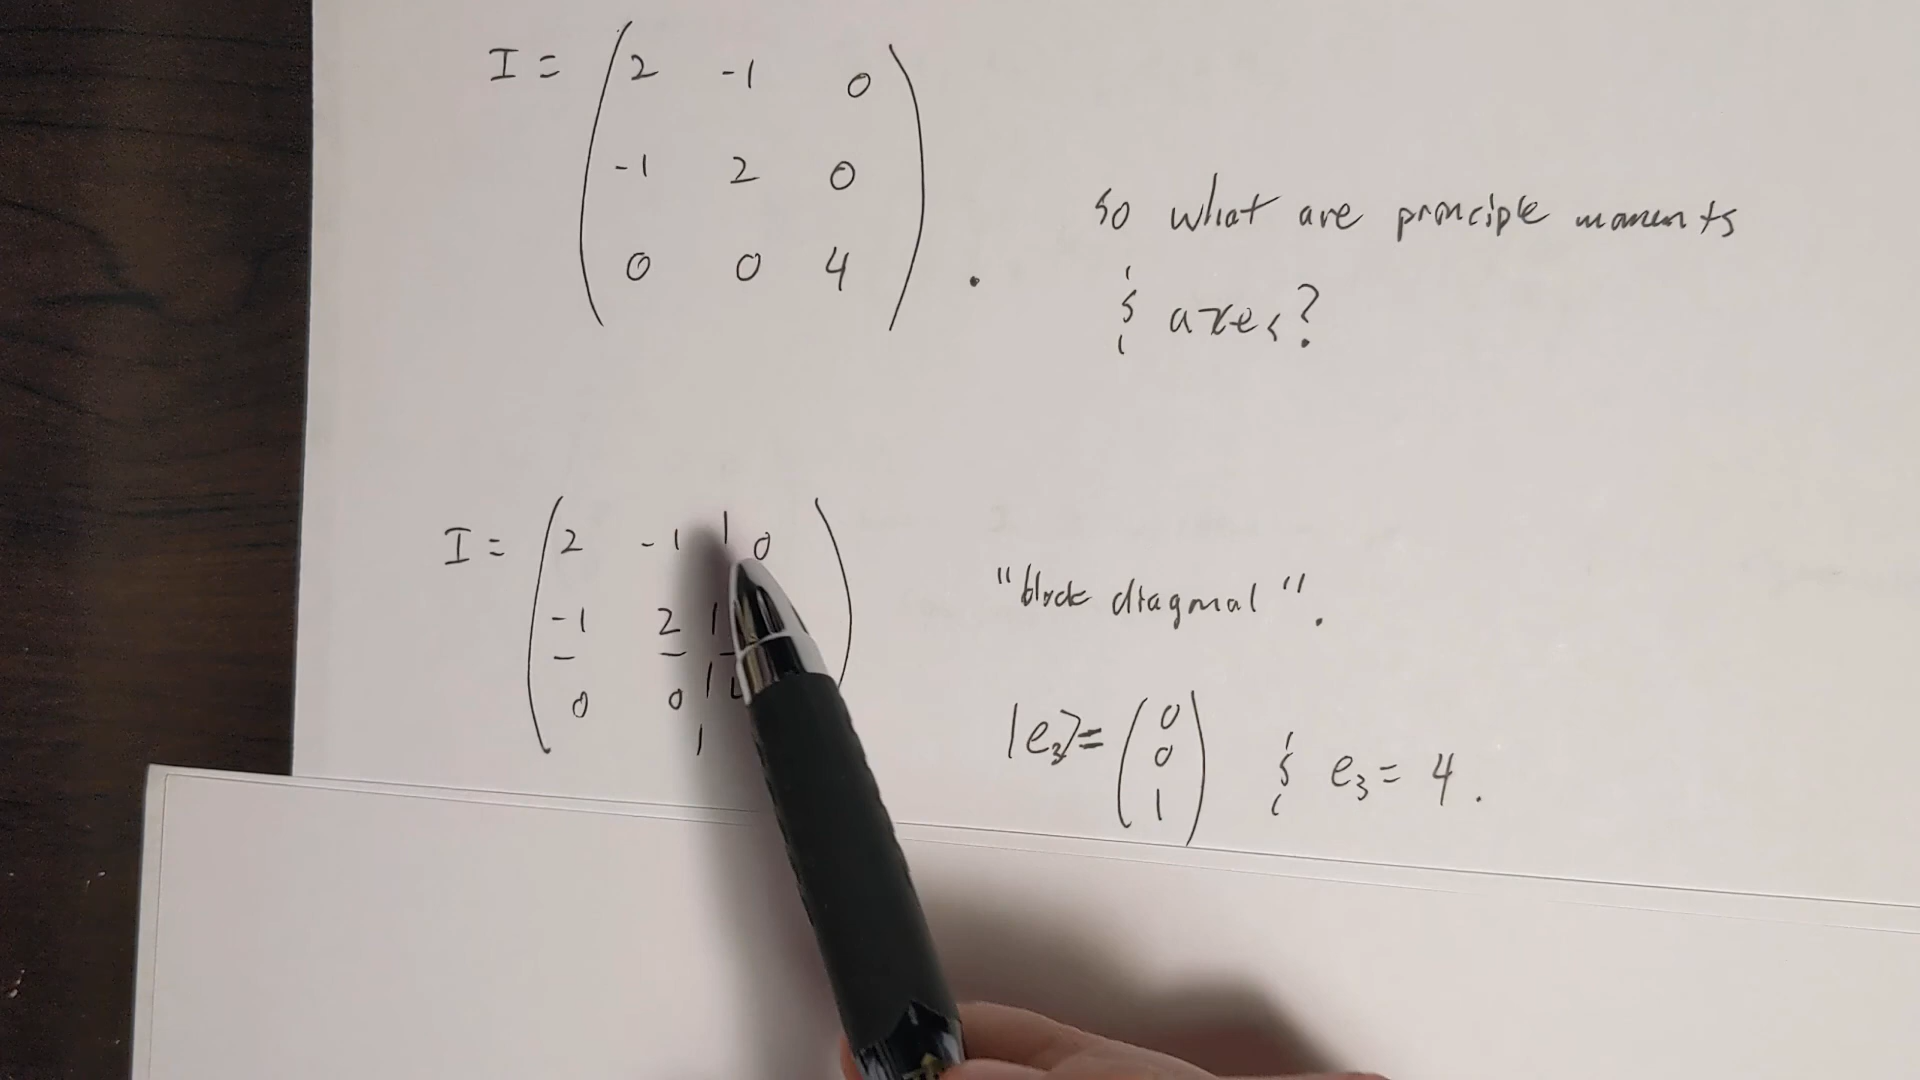 I = ( 2 -1 0
-1 2 0
0 0 4 ) .
so what are principle moments
& axes?
I = ( 2 -1 | 0
-1 2 |
0 0 | )
"block diagonal".
|e₃⟩ = ( 0
0
1 ) & e₃ = 4 .